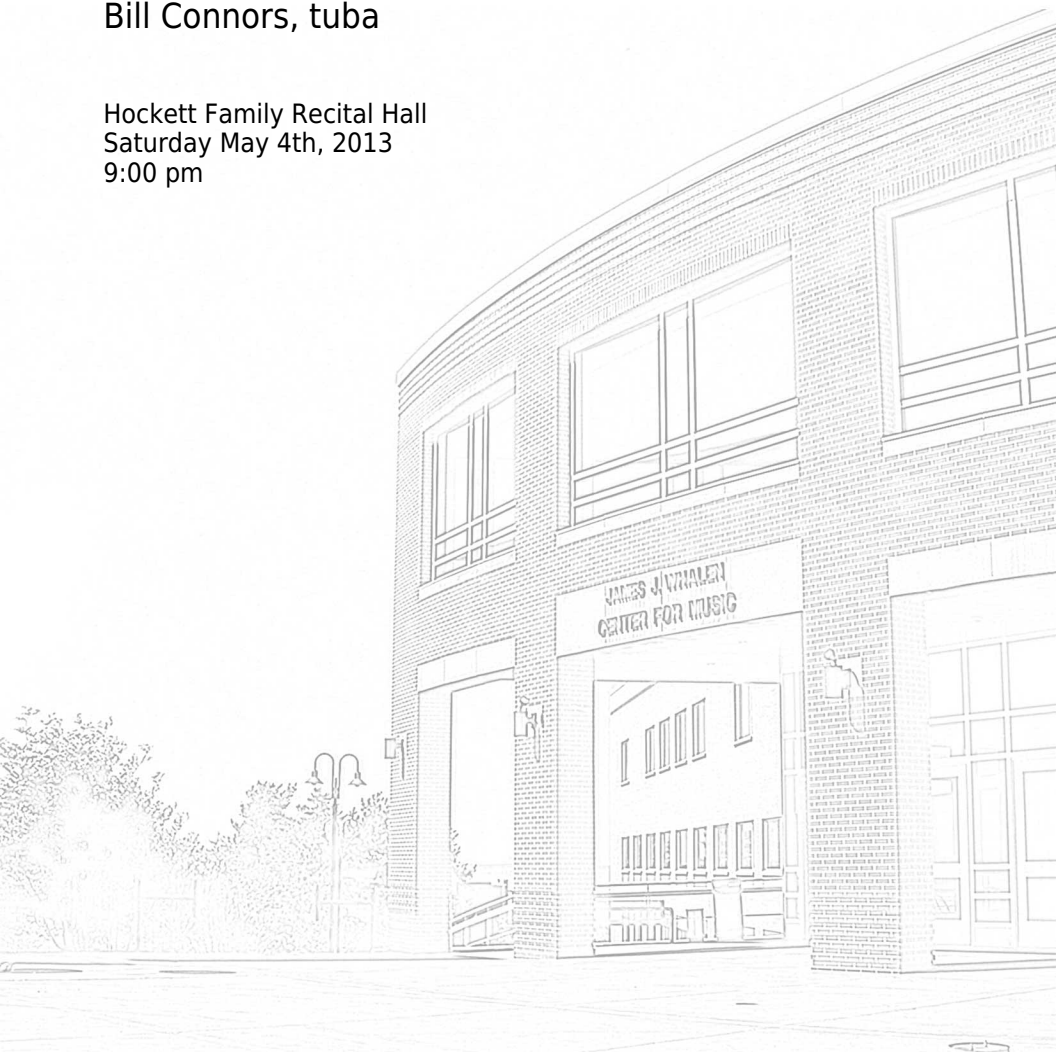 Bill Connors, tuba
Hockett Family Recital Hall
Saturday May 4th, 2013
9:00 pm
JAMES J. WHALEN
CENTER FOR MUSIC